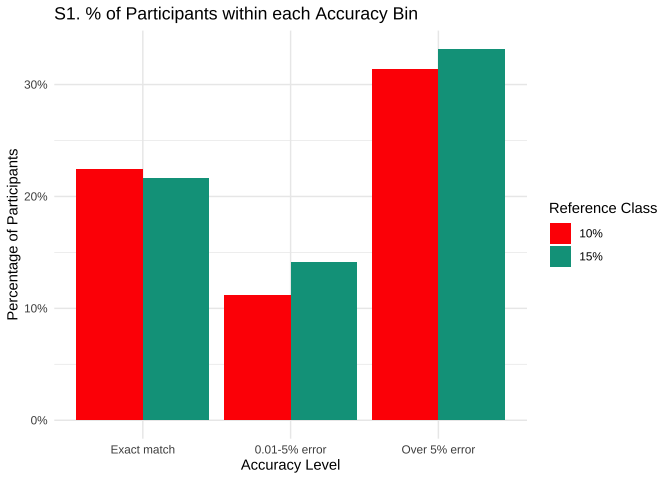 S1. % of Participants within each Accuracy Bin
Percentage of Participants
30%
20%
10%
0%
Exact match
0.01-5% error
Over 5% error
Accuracy Level
Reference Class
10%
15%